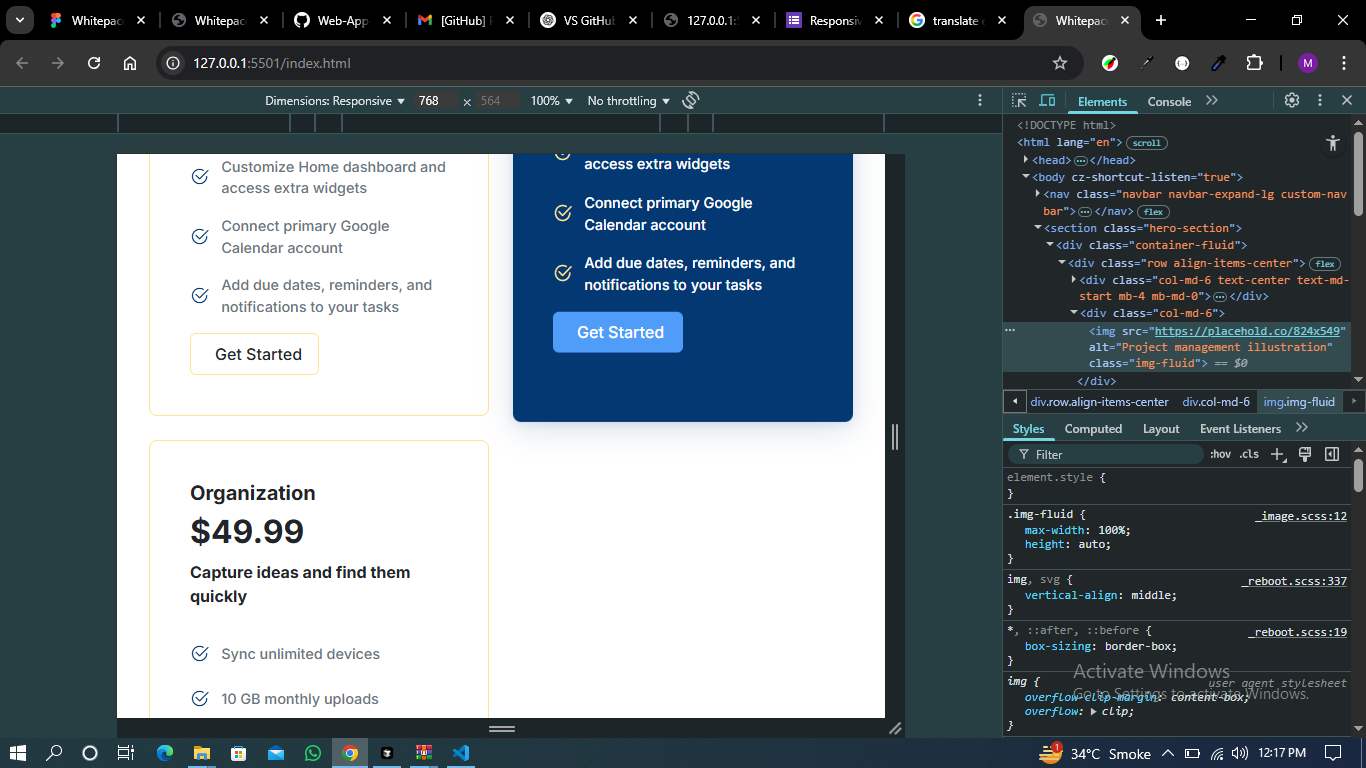 Whitepac
Whitepac
Web-App
[GitHub] P
VS GitHub
127.0.0.1:
Responsiv
translate e
Whitepac
127.0.0.1:5501/index.html
M
Dimensions: Responsive 768 x 564 100% No throttling
Customize Home dashboard and
access extra widgets
Connect primary Google
Calendar account
Add due dates, reminders, and
notifications to your tasks
Get Started
access extra widgets
Connect primary Google
Calendar account
Add due dates, reminders, and
notifications to your tasks
Get Started
Organization
$49.99
Capture ideas and find them
quickly
Sync unlimited devices
10 GB monthly uploads
Elements Console
<!DOCTYPE html>
<html lang="en"> scroll
<head> </head>
<body cz-shortcut-listen="true">
<nav class="navbar navbar-expand-lg custom-nav
bar"> </nav> flex
<section class="hero-section">
<div class="container-fluid">
<div class="row align-items-center"> flex
<div class="col-md-6 text-center text-md-
start mb-4 mb-md-0"> </div>
<div class="col-md-6">
<img src="https://placehold.co/824x549"
alt="Project management illustration"
class="img-fluid"> == $0
</div>
div.row.align-items-center div.col-md-6 img.img-fluid
Styles Computed Layout Event Listeners
Filter :hov .cls
element.style {
}
.img-fluid { _image.scss:12
max-width: 100%;
height: auto;
}
img, svg { _reboot.scss:337
vertical-align: middle;
}
*, ::after, ::before { _reboot.scss:19
box-sizing: border-box;
}
img { user agent stylesheet
overflow-clip-margin: content-box;
overflow: clip;
}
Activate Windows
Go to Settings to activate Windows.
1
34°C Smoke 12:17 PM